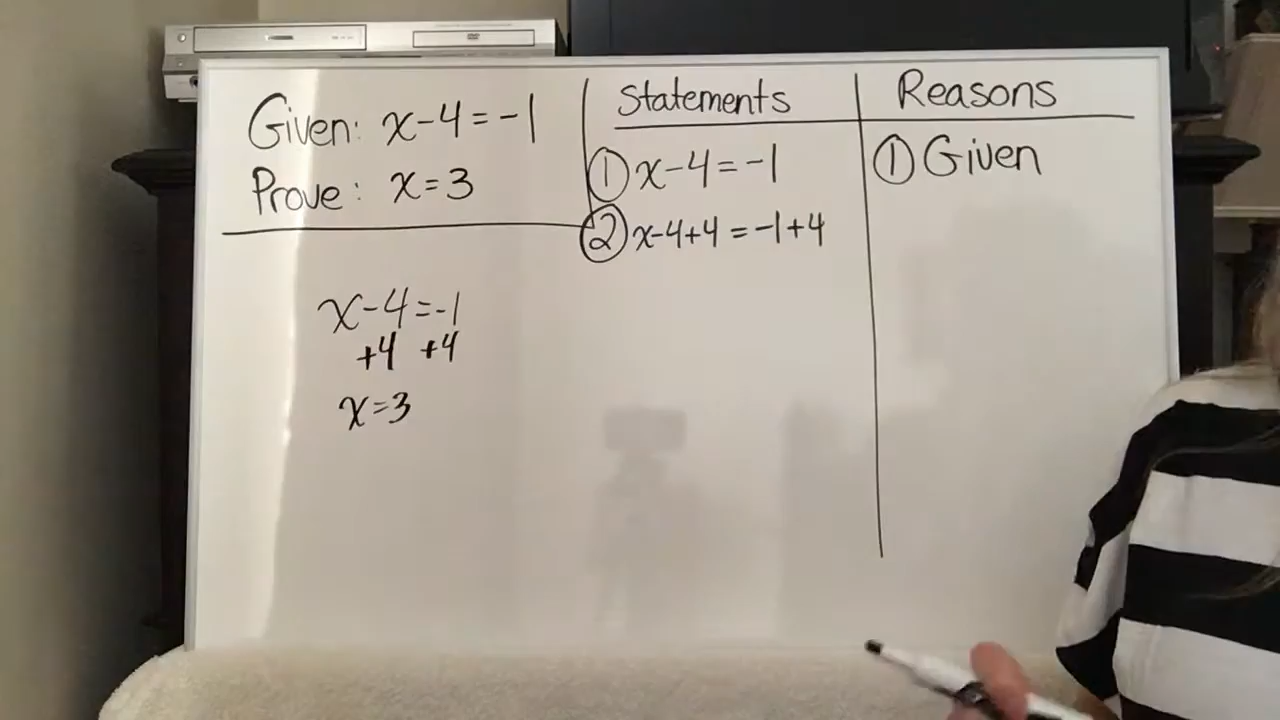 Given: x-4=-1
Prove: x=3
x-4=-1
+4 +4
x=3
Statements
① x-4=-1
② x-4+4=-1+4
Reasons
① Given